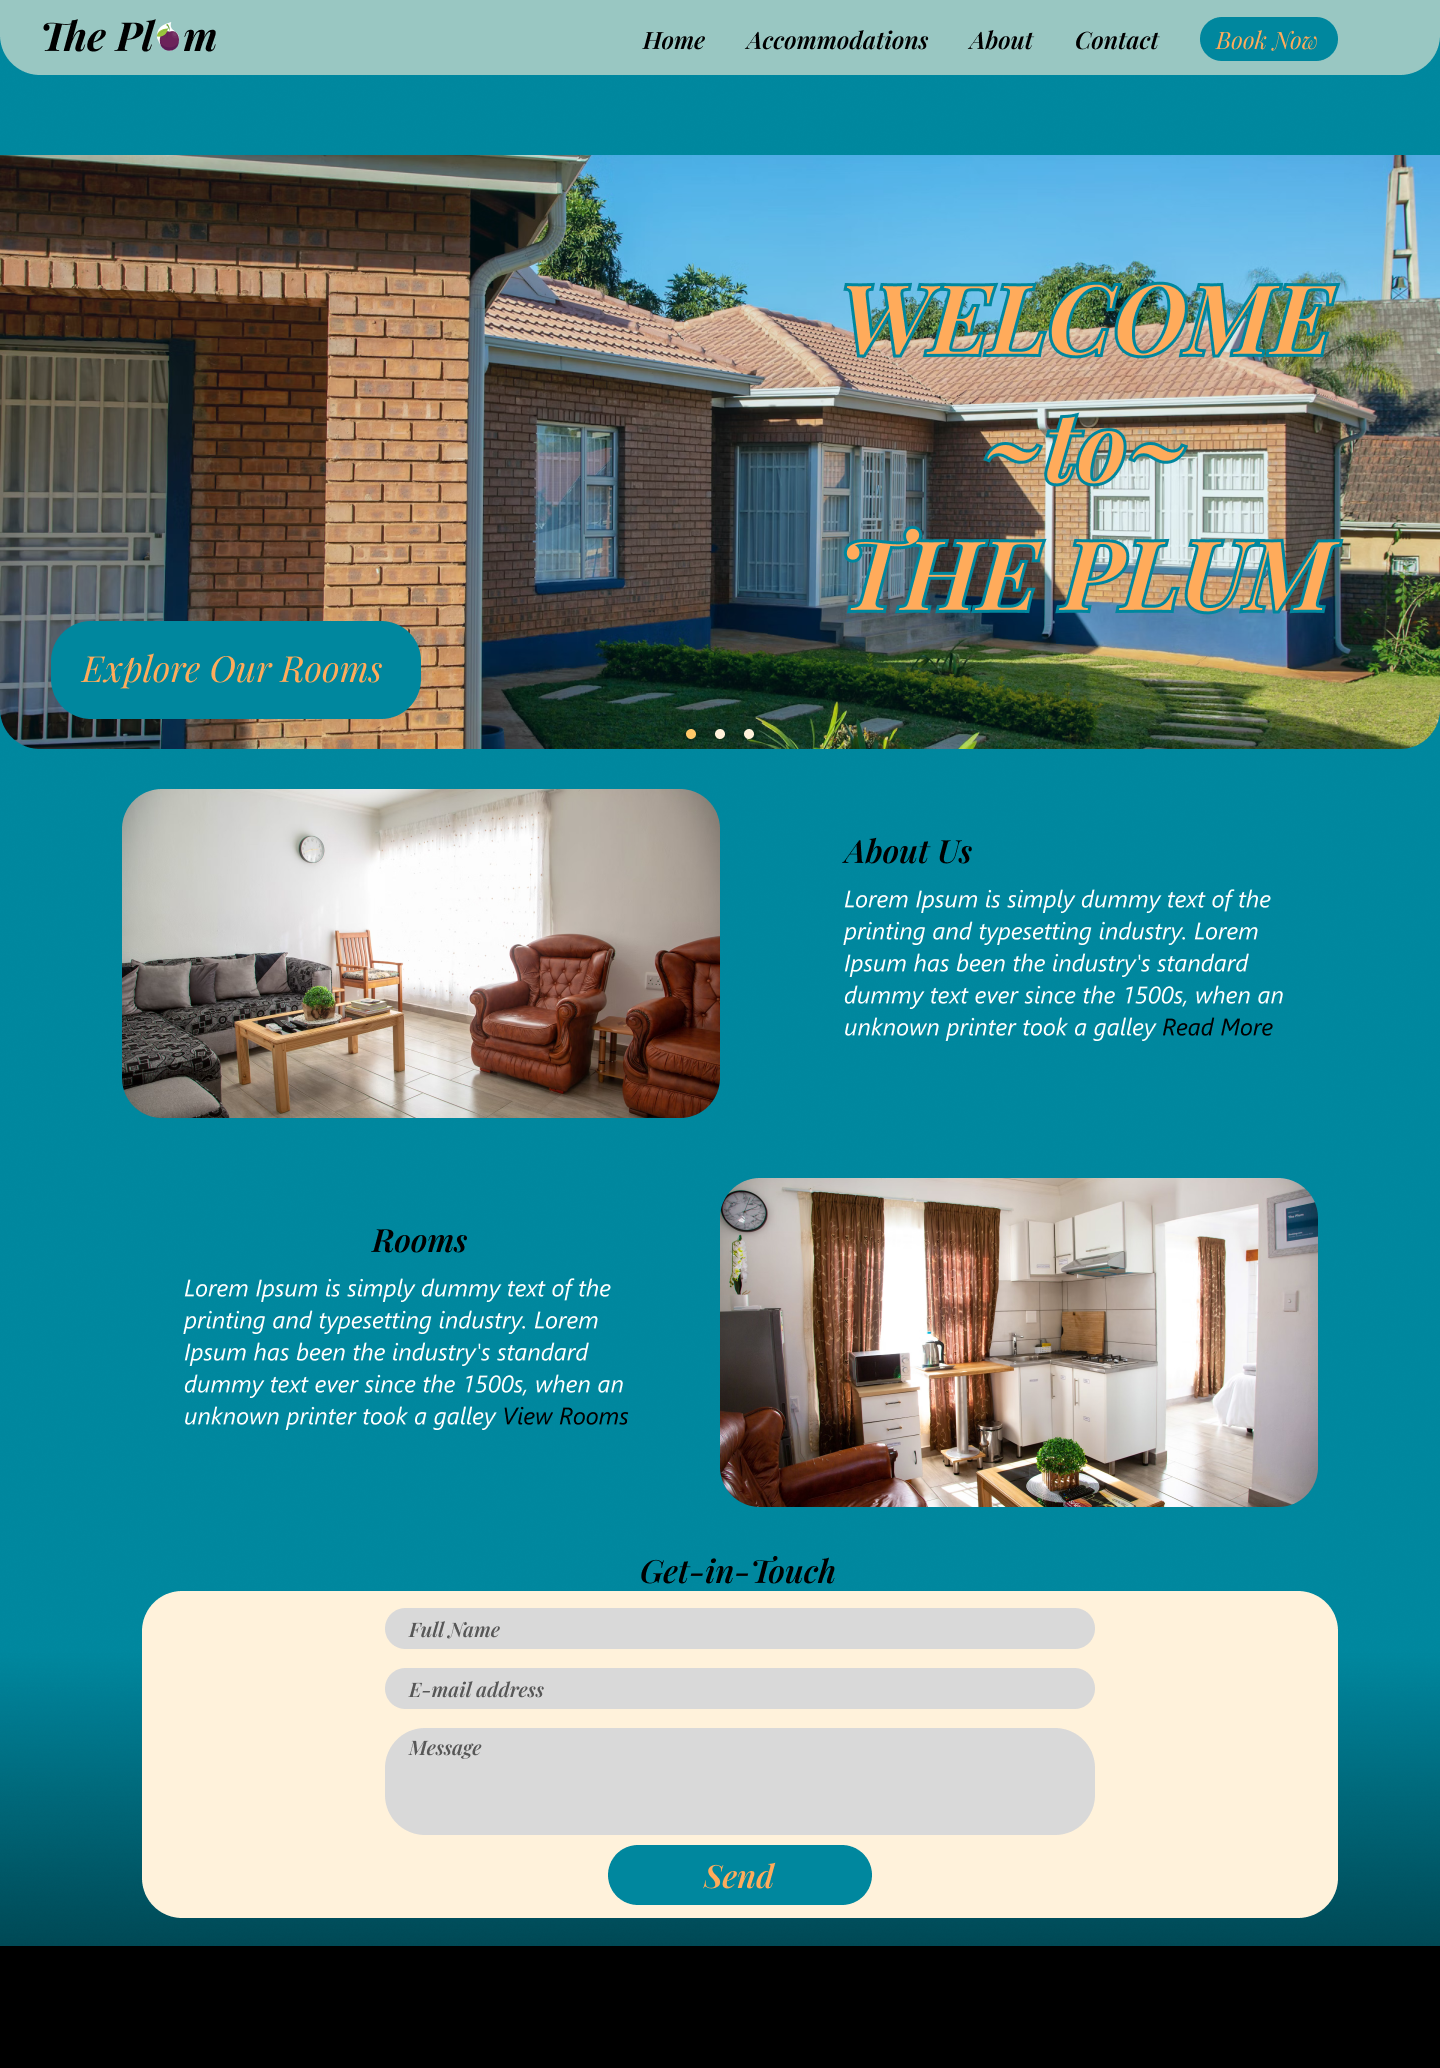 The Plum
Home Accommodations About Contact Book Now
WELCOME
~to~
THE PLUM
Explore Our Rooms
About Us
Lorem Ipsum is simply dummy text of the
printing and typesetting industry. Lorem
Ipsum has been the industry's standard
dummy text ever since the 1500s, when an
unknown printer took a galley Read More
Rooms
Lorem Ipsum is simply dummy text of the
printing and typesetting industry. Lorem
Ipsum has been the industry's standard
dummy text ever since the 1500s, when an
unknown printer took a galley View Rooms
Get-in-Touch
Full Name
E-mail address
Message
Send